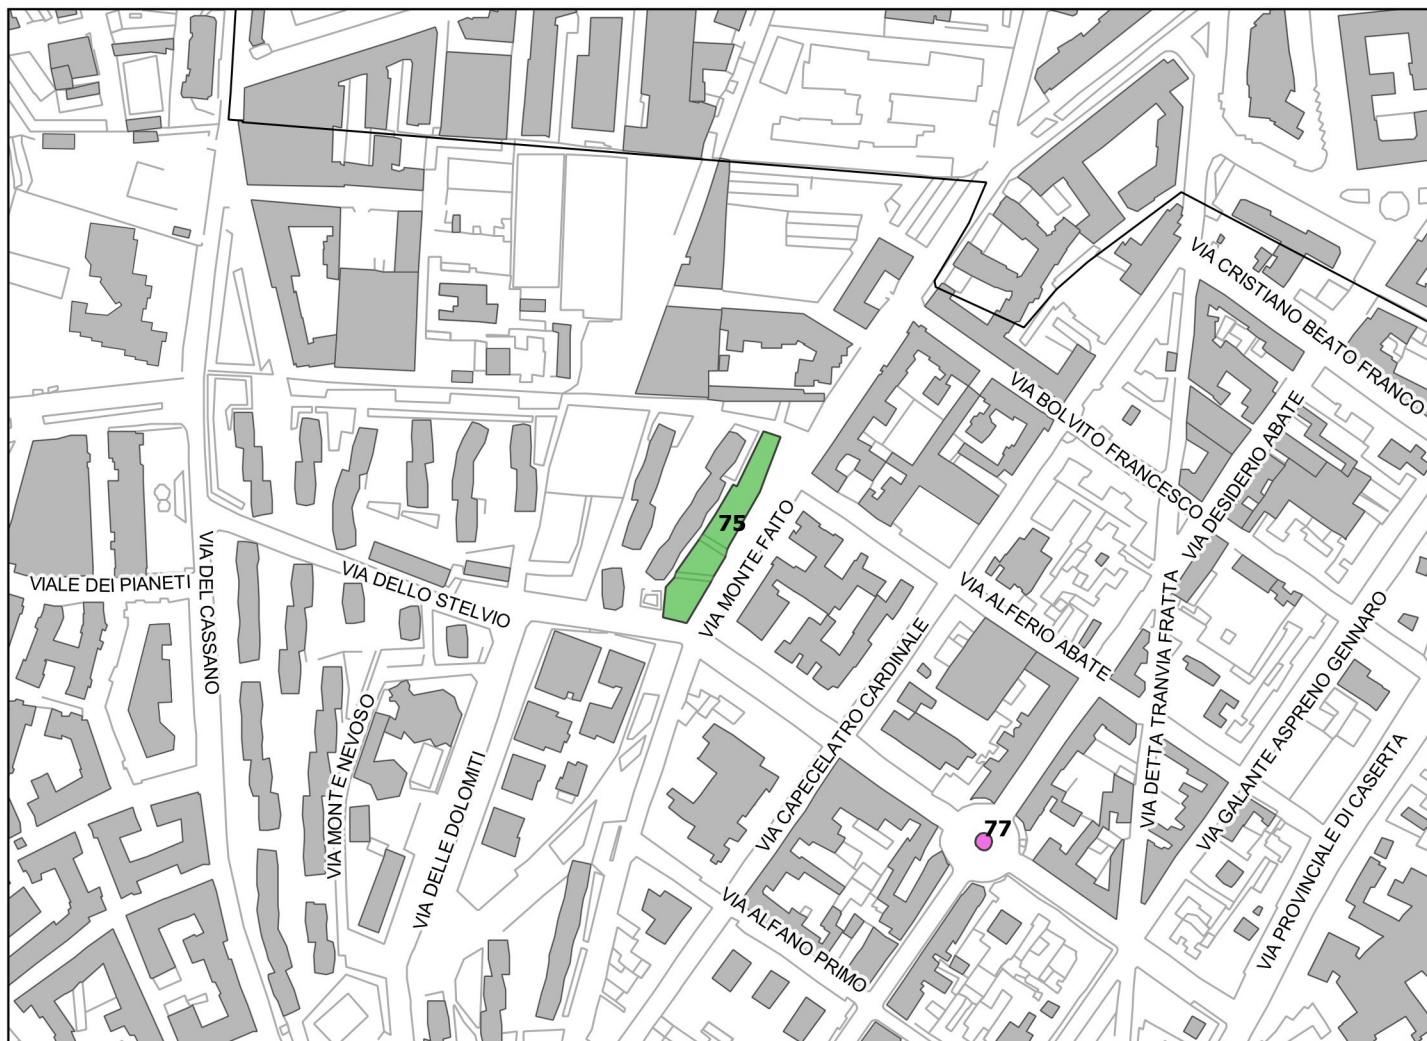 VIA CRISTIANO BEATO FRANCO
VIA BOLVITO FRANCESCO
VIA DESIDERIO ABATE
75
VIA MONTE FAITO
VIALE DEI PIANETI
VIA DEL CASSANO
VIA DELLO STELVIO
VIA ALFERIO ABATE
VIA DETTA TRANVIA FRATTA
VIA GALANTE ASPRENO GENNARO
VIA CAPECELATRO CARDINALE
VIA MONTE NEVOSO
VIA DELLE DOLOMITI
77
VIA PROVINCIALE DI CASERTA
VIA ALFANO PRIMO